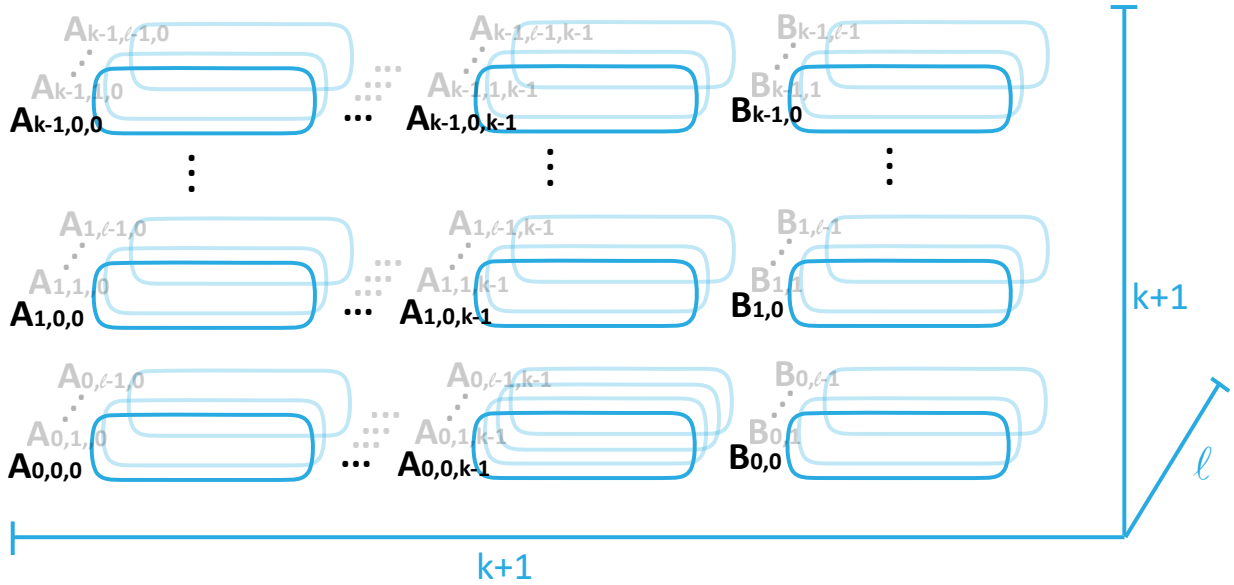 Ak-1,ℓ-1,0 Ak-1,ℓ-1,k-1 Bk-1,ℓ-1
Ak-1,1,0 Ak-1,1,k-1 Bk-1,1
Ak-1,0,0 ... Ak-1,0,k-1 Bk-1,0
A1,ℓ-1,0 A1,ℓ-1,k-1 B1,ℓ-1
A1,1,,0 A1,1,k-1 B1,1
A1,0,0 ... A1,0,k-1 B1,0
k+1
A0,ℓ-1,0 A0,ℓ-1,k-1 B0,ℓ-1
A0,1,,0 A0,1,k-1 B0,1
A0,0,0 ... A0,0,k-1 B0,0
ℓ
k+1